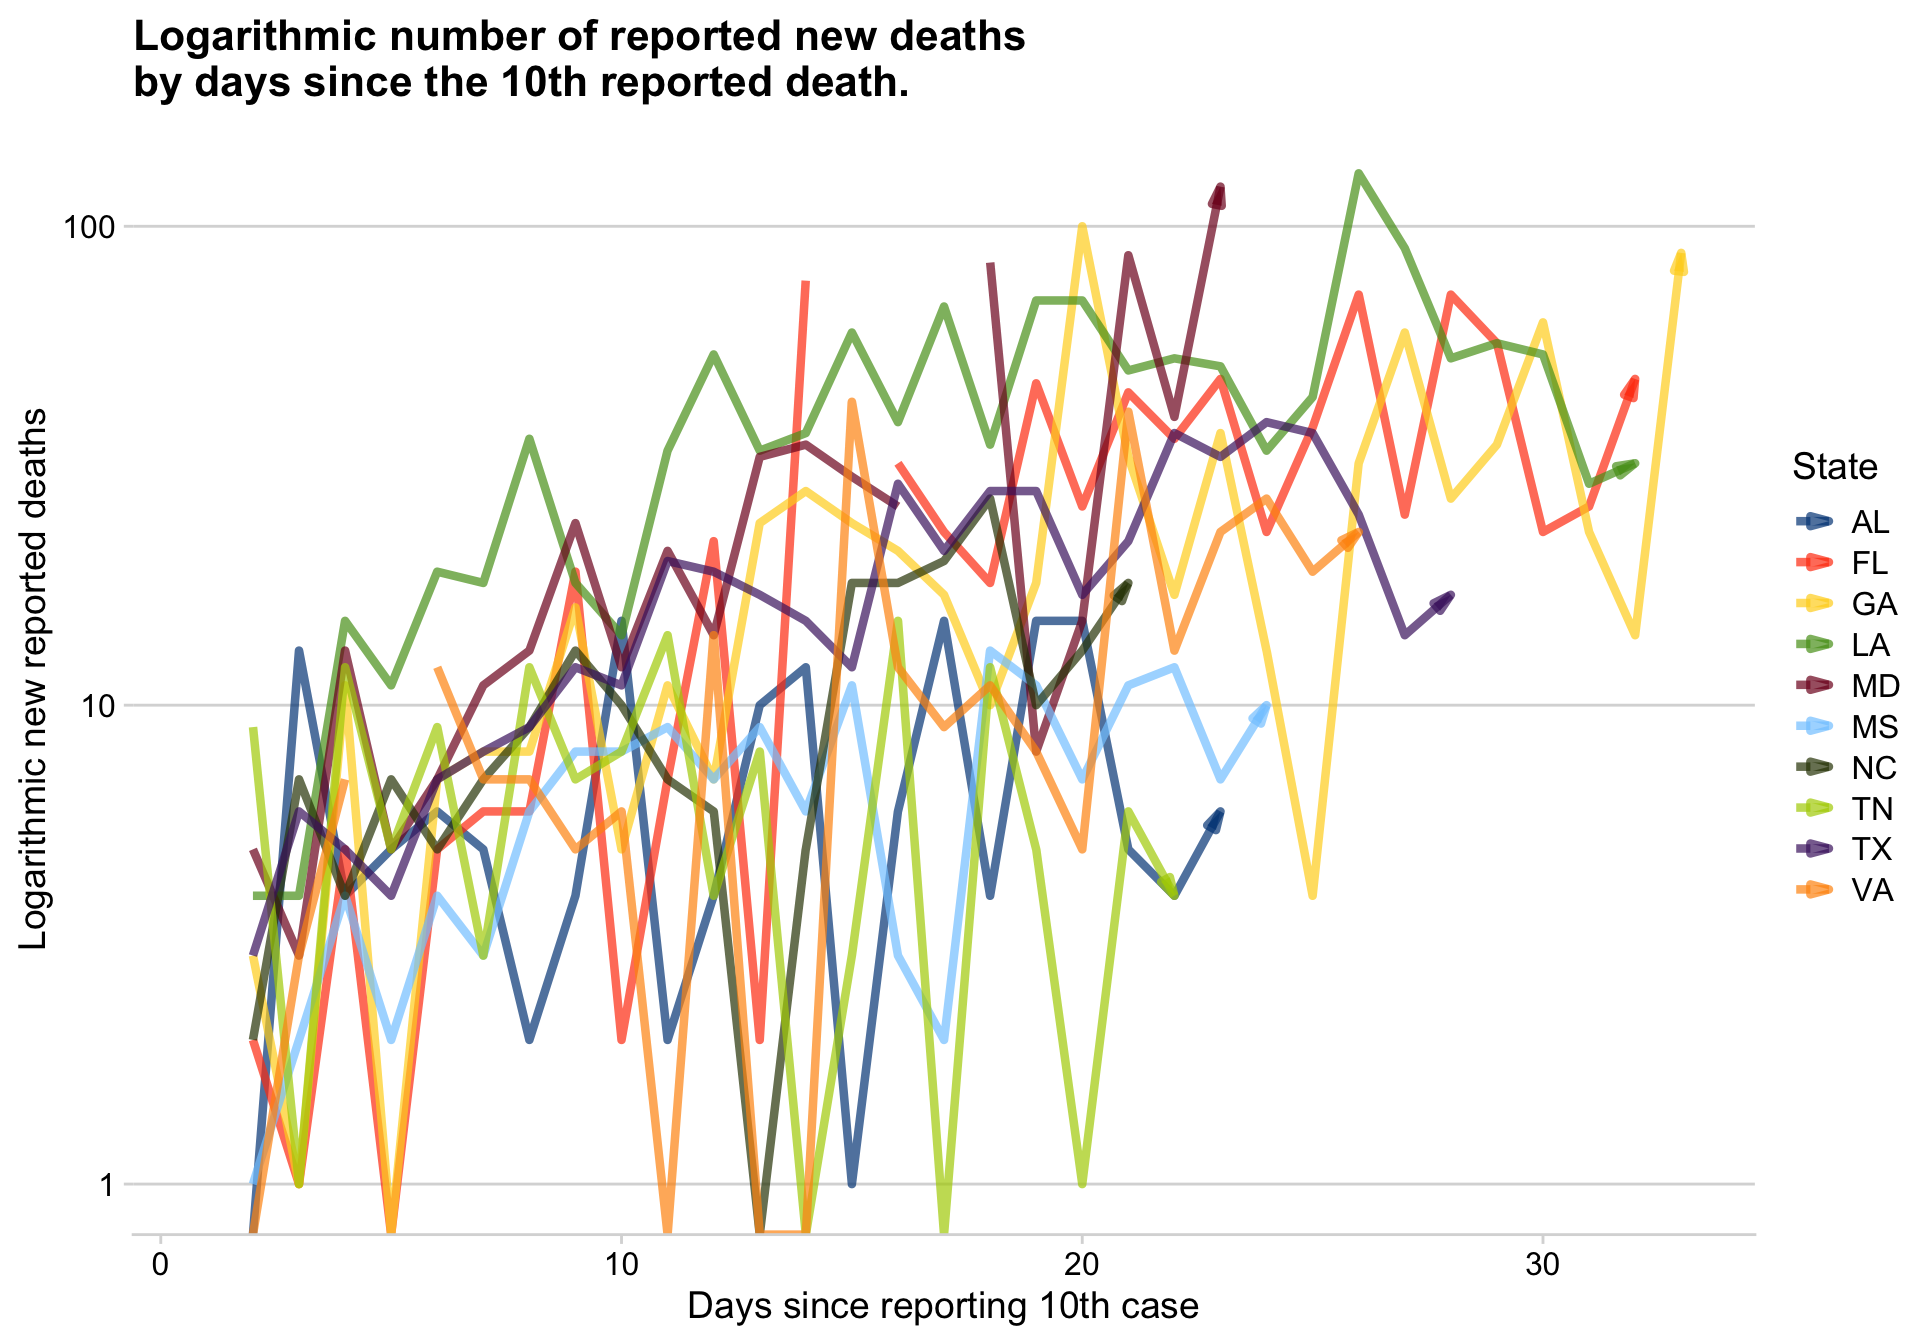 Logarithmic number of reported new deaths
by days since the 10th reported death.
Logarithmic new reported deaths
100
10
1
0
10
20
30
Days since reporting 10th case
State
AL
FL
GA
LA
MD
MS
NC
TN
TX
VA